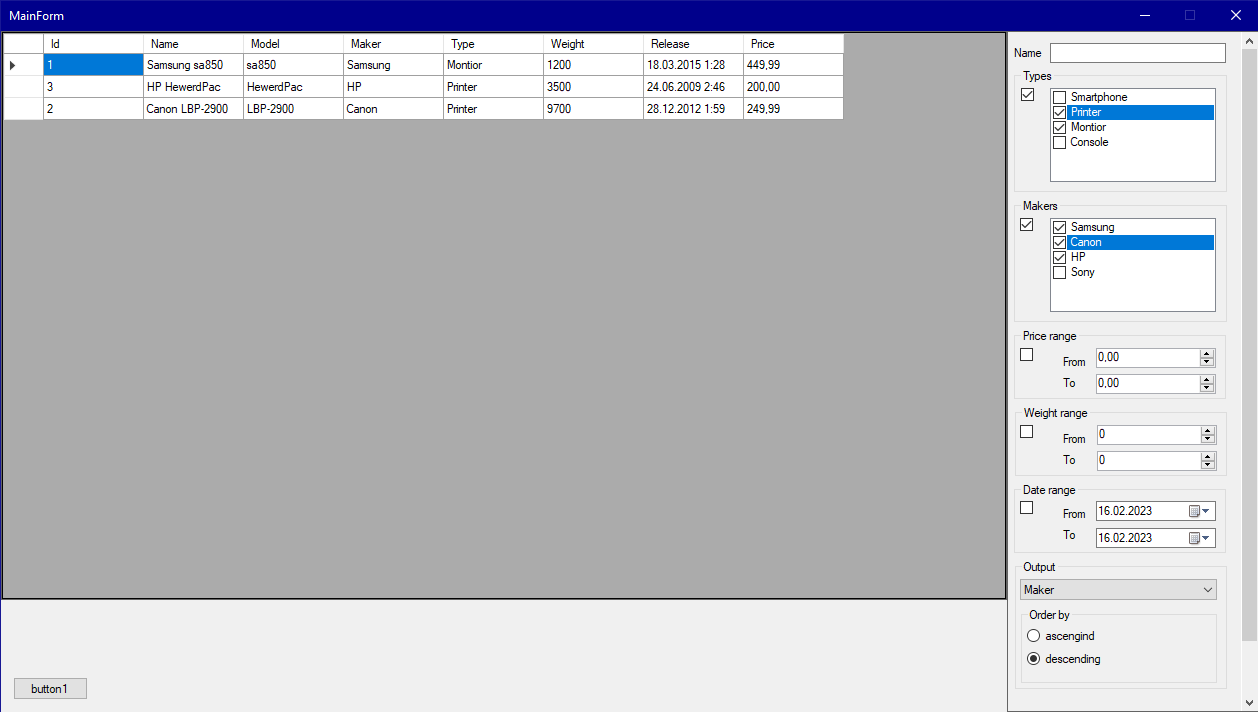 MainForm
Id Name Model Maker Type Weight Release Price
1 Samsung sa850 sa850 Samsung Montior 1200 18.03.2015 1:28 449,99
3 HP HewerdPac HewerdPac HP Printer 3500 24.06.2009 2:46 200,00
2 Canon LBP-2900 LBP-2900 Canon Printer 9700 28.12.2012 1:59 249,99
button1
Name
Types
Smartphone
Printer
Montior
Console
Makers
Samsung
Canon
HP
Sony
Price range
From 0,00
To 0,00
Weight range
From 0
To 0
Date range
From 16.02.2023
To 16.02.2023
Output
Maker
Order by
ascengind
descending